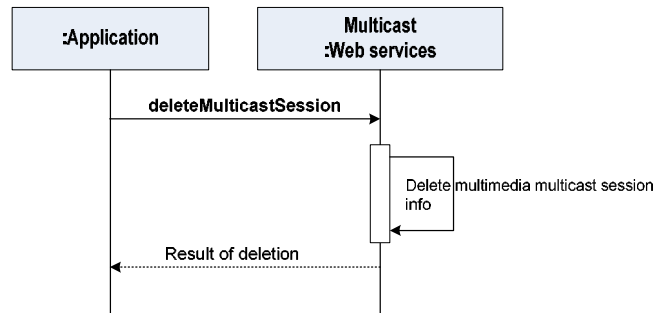 :Application
Multicast
:Web services
deleteMulticastSession
Delete multimedia multicast session
info
Result of deletion